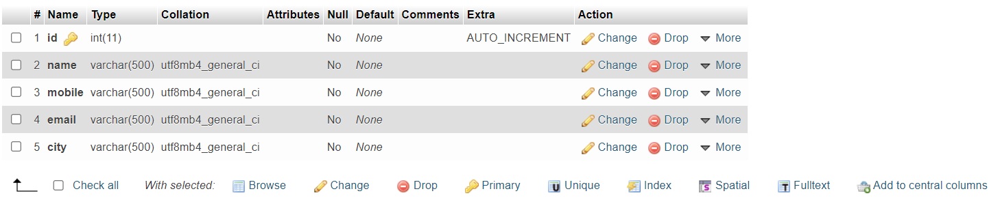 # Name Type Collation Attributes Null Default Comments Extra Action
1 id int(11) No None AUTO_INCREMENT Change Drop More
2 name varchar(500) utf8mb4_general_ci No None Change Drop More
3 mobile varchar(500) utf8mb4_general_ci No None Change Drop More
4 email varchar(500) utf8mb4_general_ci No None Change Drop More
5 city varchar(500) utf8mb4_general_ci No None Change Drop More
Check all With selected: Browse Change Drop Primary U Unique Index S Spatial T Fulltext Add to central columns